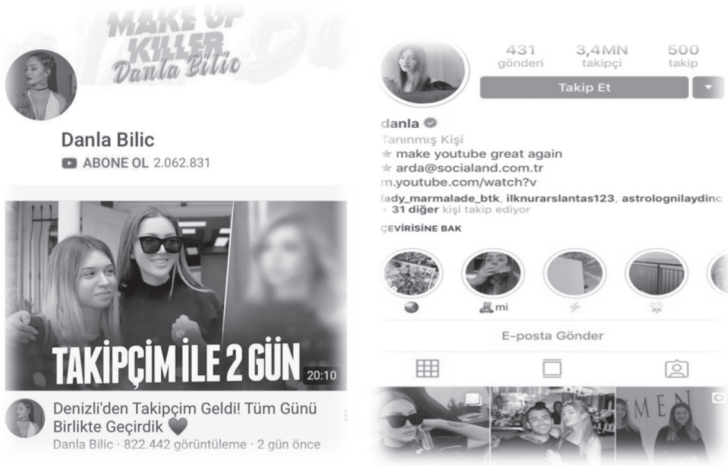 MAKE UP
KILLER
Danla Bilic
Danla Bilic
ABONE OL 2.062.831
TAKİPÇİM İLE 2 GÜN
20:10
Denizli'den Takipçim Geldi! Tüm Günü
Birlikte Geçirdik
Danla Bilic · 822.442 görüntüleme · 2 gün önce
431 3,4MN 500
gönderi takipçi takip
Takip Et
danla
Tanınmış Kişi
make youtube great again
arda@socialand.com.tr
m.youtube.com/watch?v
lady_marmalade_btk, ilknurarslantas123, astrolognilaydinc
+ 31 diğer kişi takip ediyor
ÇEVİRİSİNE BAK
mi
E-posta Gönder
MEN